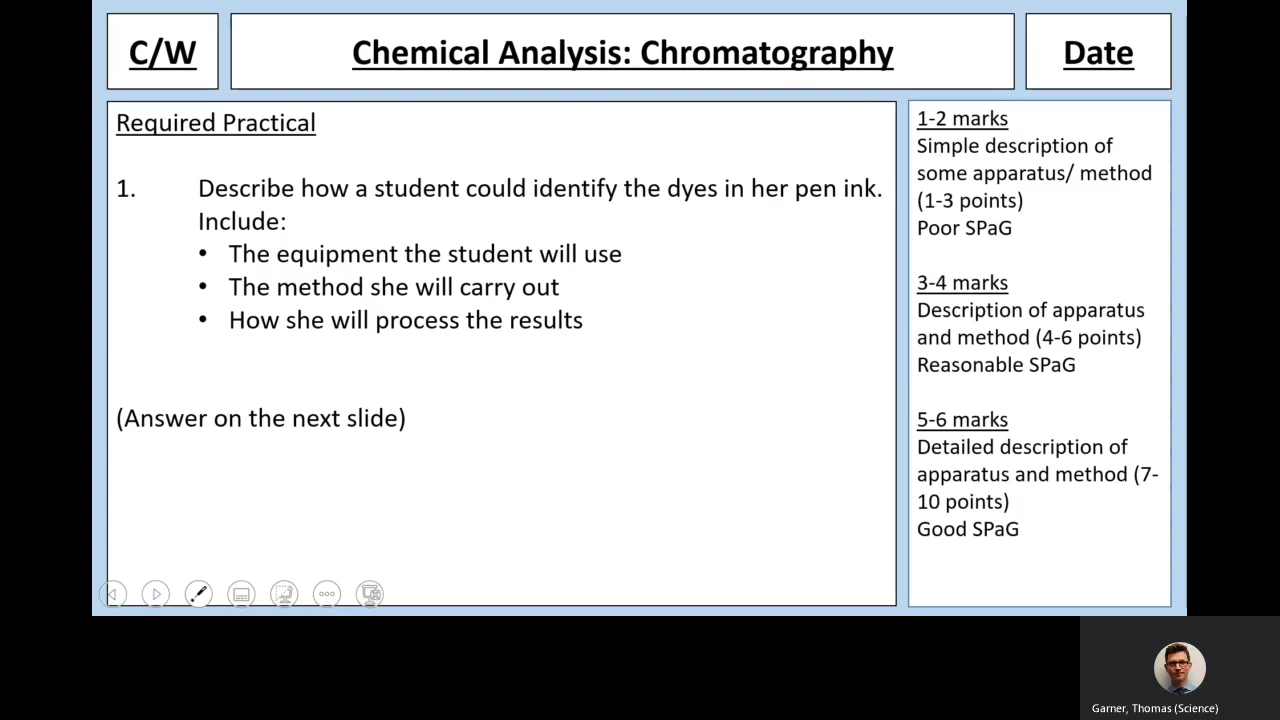 C/W
Chemical Analysis: Chromatography
Date
Required Practical
1. Describe how a student could identify the dyes in her pen ink.
Include:
• The equipment the student will use
• The method she will carry out
• How she will process the results
(Answer on the next slide)
1-2 marks
Simple description of
some apparatus/ method
(1-3 points)
Poor SPaG
3-4 marks
Description of apparatus
and method (4-6 points)
Reasonable SPaG
5-6 marks
Detailed description of
apparatus and method (7-
10 points)
Good SPaG
Garner, Thomas (Science)